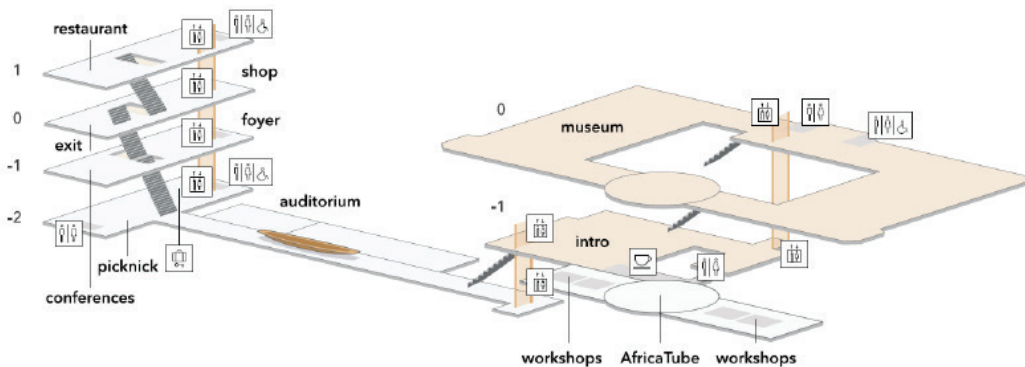 restaurant
1
shop
0
foyer
exit
-1
-2
auditorium
picknick
conferences
0
museum
-1
intro
workshops
AfricaTube
workshops